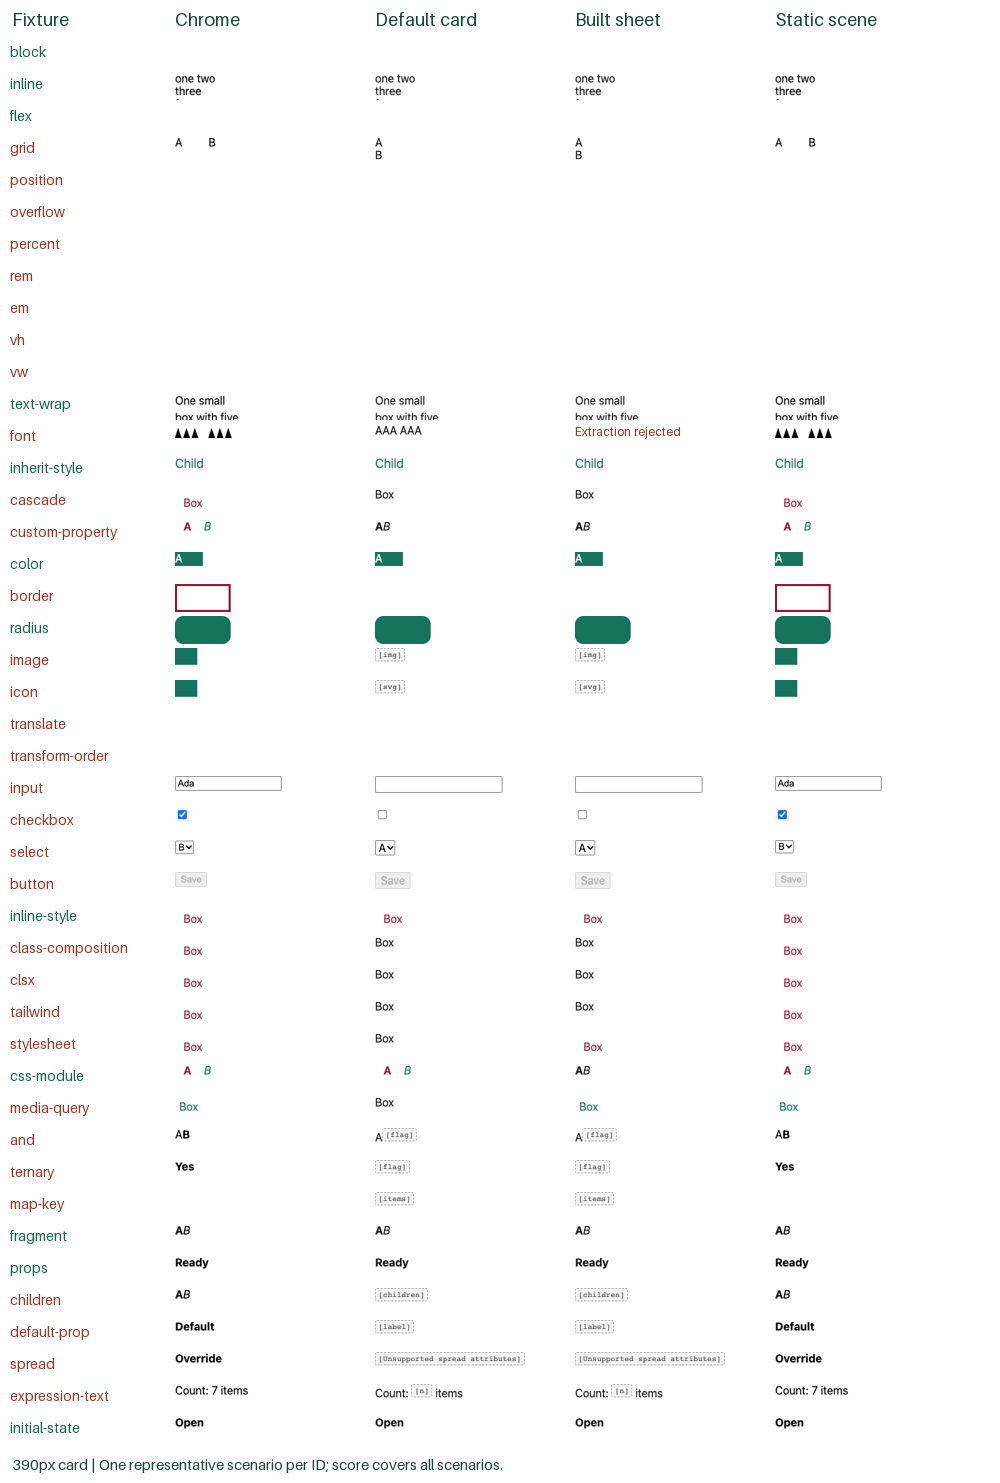 Fixture Chrome Default card Built sheet Static scene
block
inline one two one two one two one two
three three three three
flex
grid A B A A A B
B B
position
overflow
percent
rem
em
vh
vw
text-wrap One small One small One small One small
box with five box with five box with five box with five
font AAA AAA Extraction rejected
inherit-style Child Child Child Child
cascade Box Box Box Box
custom-property A B AB AB A B
color A A A A
border
radius
image [img] [img]
icon [svg] [svg]
translate
transform-order
input Ada Ada
checkbox
select B A A B
button Save Save Save Save
inline-style Box Box Box Box
class-composition Box Box Box Box
clsx Box Box Box Box
tailwind Box Box Box Box
stylesheet Box Box Box Box
css-module A B A B AB A B
media-query Box Box Box Box
and AB A[flag] A[flag] AB
ternary Yes [flag] [flag] Yes
map-key [items] [items]
fragment AB AB AB AB
props Ready Ready Ready Ready
children AB [children] [children] AB
default-prop Default [label] [label] Default
spread Override [Unsupported spread attributes] [Unsupported spread attributes] Override
expression-text Count: 7 items Count: [n] items Count: [n] items Count: 7 items
initial-state Open Open Open Open
390px card | One representative scenario per ID; score covers all scenarios.